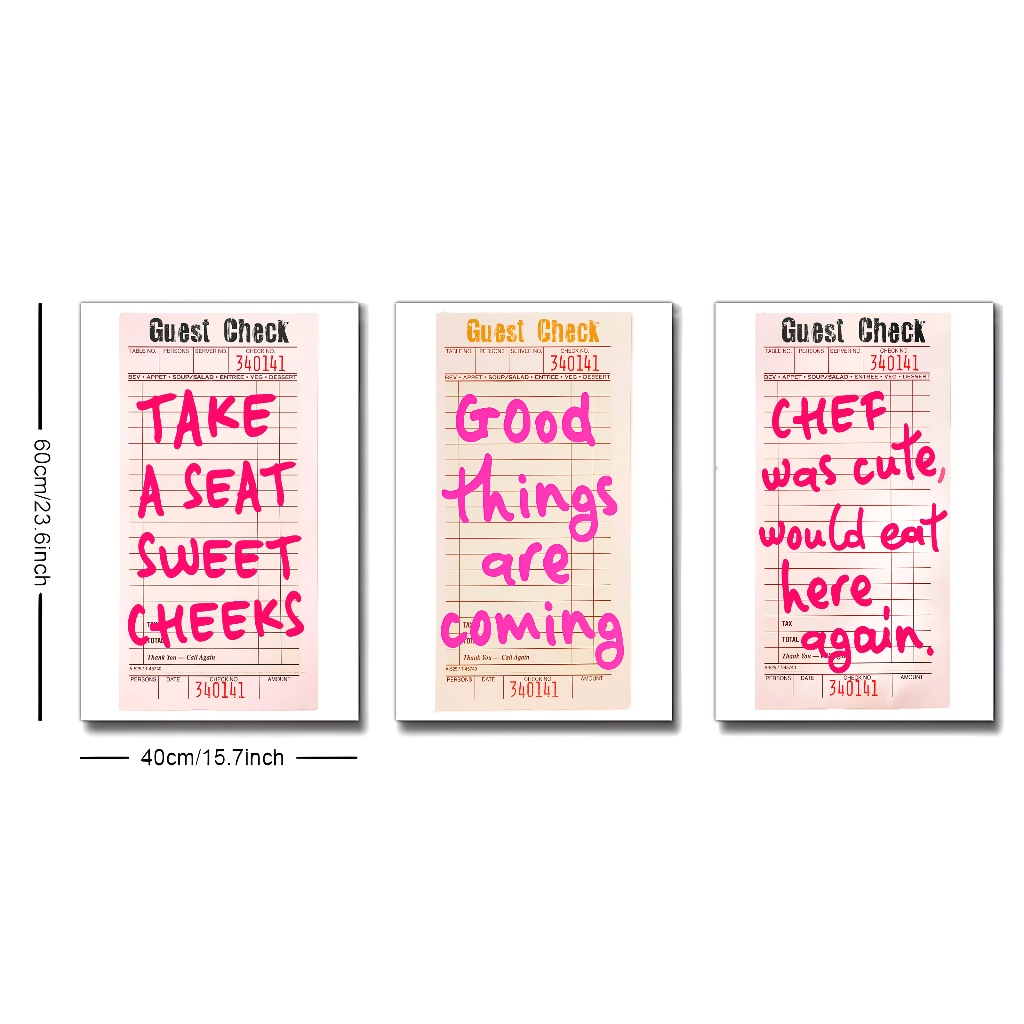 60cm/23.6inch
40cm/15.7inch
Guest Check
TABLE NO. PERSONS SERVER NO. CHECK NO.
340141
BEV • APPET • SOUP/SALAD • ENTREE • VEG • DESSERT
TAKE
A SEAT
SWEET
CHEEKS
TAX
TOTAL
Thank You — Call Again
PERSONS DATE CHECK NO. AMOUNT
340141
Guest Check
TABLE NO. PERSONS SERVER NO. CHECK NO.
340141
BEV • APPET • SOUP/SALAD • ENTREE • VEG • DESSERT
Good
things
are
coming
TOTAL
Thank You — Call Again
PERSONS DATE CHECK NO. AMOUNT
340141
Guest Check
TABLE NO. PERSONS SERVER NO. CHECK NO.
340141
BEV • APPET • SOUP/SALAD • ENTREE • VEG • DESSERT
CHEF
was cute,
would eat
here
again.
TAX
TOTAL
Thank You —
PERSONS DATE CHECK NO. AMOUNT
340141